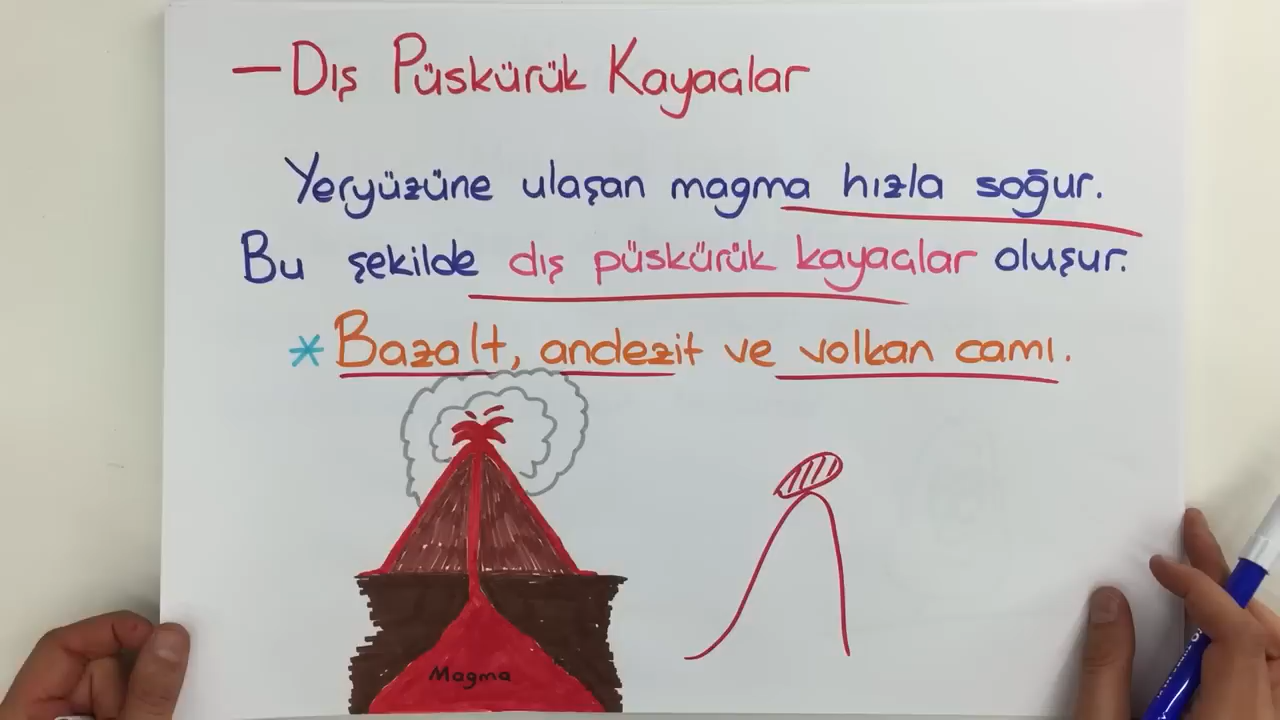 — Dış Püskürük Kayaçlar
Yeryüzüne ulaşan magma hızla soğur.
Bu şekilde dış püskürük kayaçlar oluşur.
* Bazalt, andezit ve volkan camı.
Magma